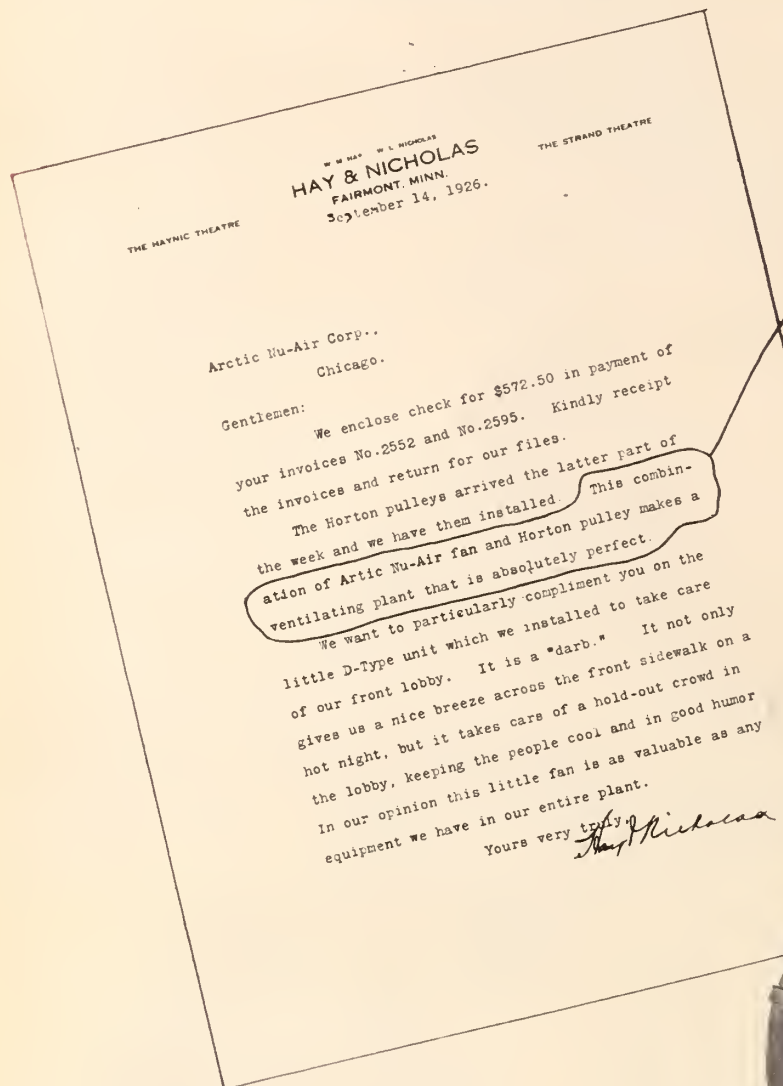 W M HAY   W L NICHOLAS
HAY & NICHOLAS
FAIRMONT, MINN.
THE HAYNIC THEATRE
THE STRAND THEATRE
September 14, 1926.
Arctic Nu-Air Corp.,
Chicago.
Gentlemen:
We enclose check for $572.50 in payment of
your invoices No.2552 and No.2595.   Kindly receipt
the invoices and return for our files.
The Horton pulleys arrived the latter part of
the week and we have them installed.   This combin-
ation of Artic Nu-Air fan and Horton pulley makes a
ventilating plant that is absolutely perfect.
We want to particularly compliment you on the
little D-Type unit which we installed to take care
of our front lobby.   It is a "darb."   It not only
gives us a nice breeze across the front sidewalk on a
hot night, but it takes care of a hold-out crowd in
the lobby, keeping the people cool and in good humor
In our opinion this little fan is as valuable as any
equipment we have in our entire plant.
Yours very truly,
Hay & Nicholas